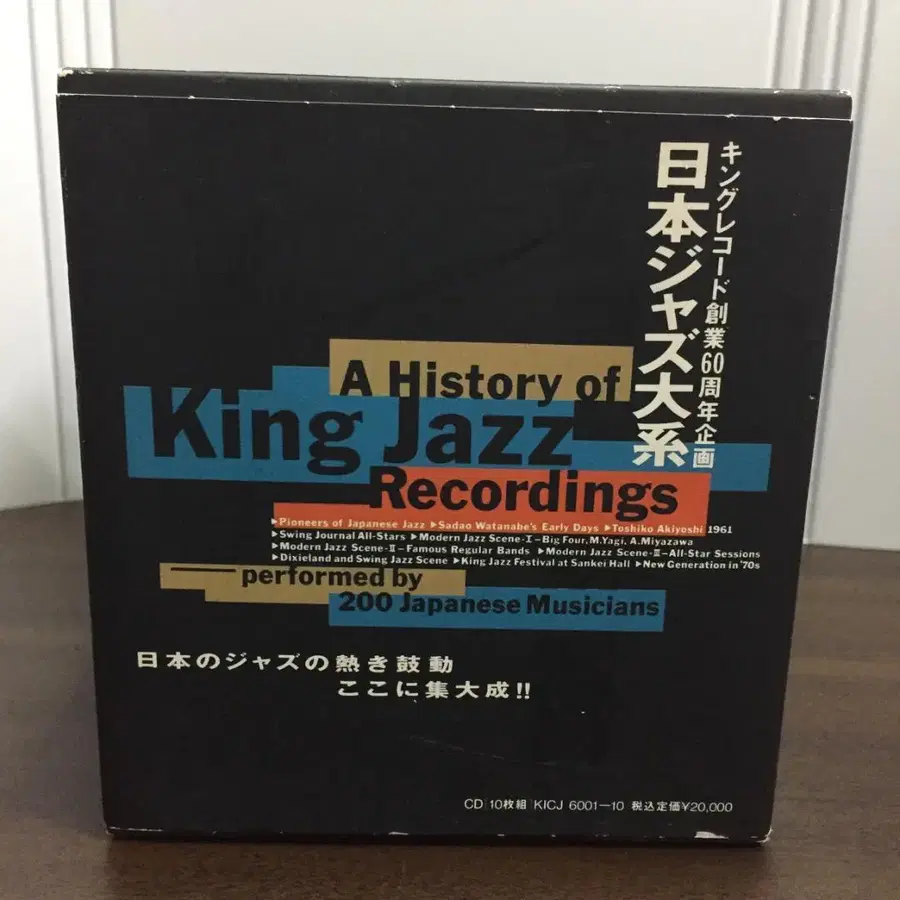 キングレコード創業60周年企画
日本ジャズ大系
A History of
King Jazz
Recordings
▶Pioneers of Japanese Jazz ▶Sadao Watanabe's Early Days ▶Toshiko Akiyoshi 1961
▶Swing Journal All-Stars ▶Modern Jazz Scene-I-Big Four, M.Yagi, A.Miyazawa
▶Modern Jazz Scene-II-Famous Regular Bands ▶Modern Jazz Scene-III-All-Star Sessions
▶Dixieland and Swing Jazz Scene ▶King Jazz Festival at Sankei Hall ▶New Generation in '70s
performed by
200 Japanese Musicians
日本のジャズの熱き鼓動
ここに集大成!!
CD|10枚組|KICJ 6001—10 税込定価¥20,000